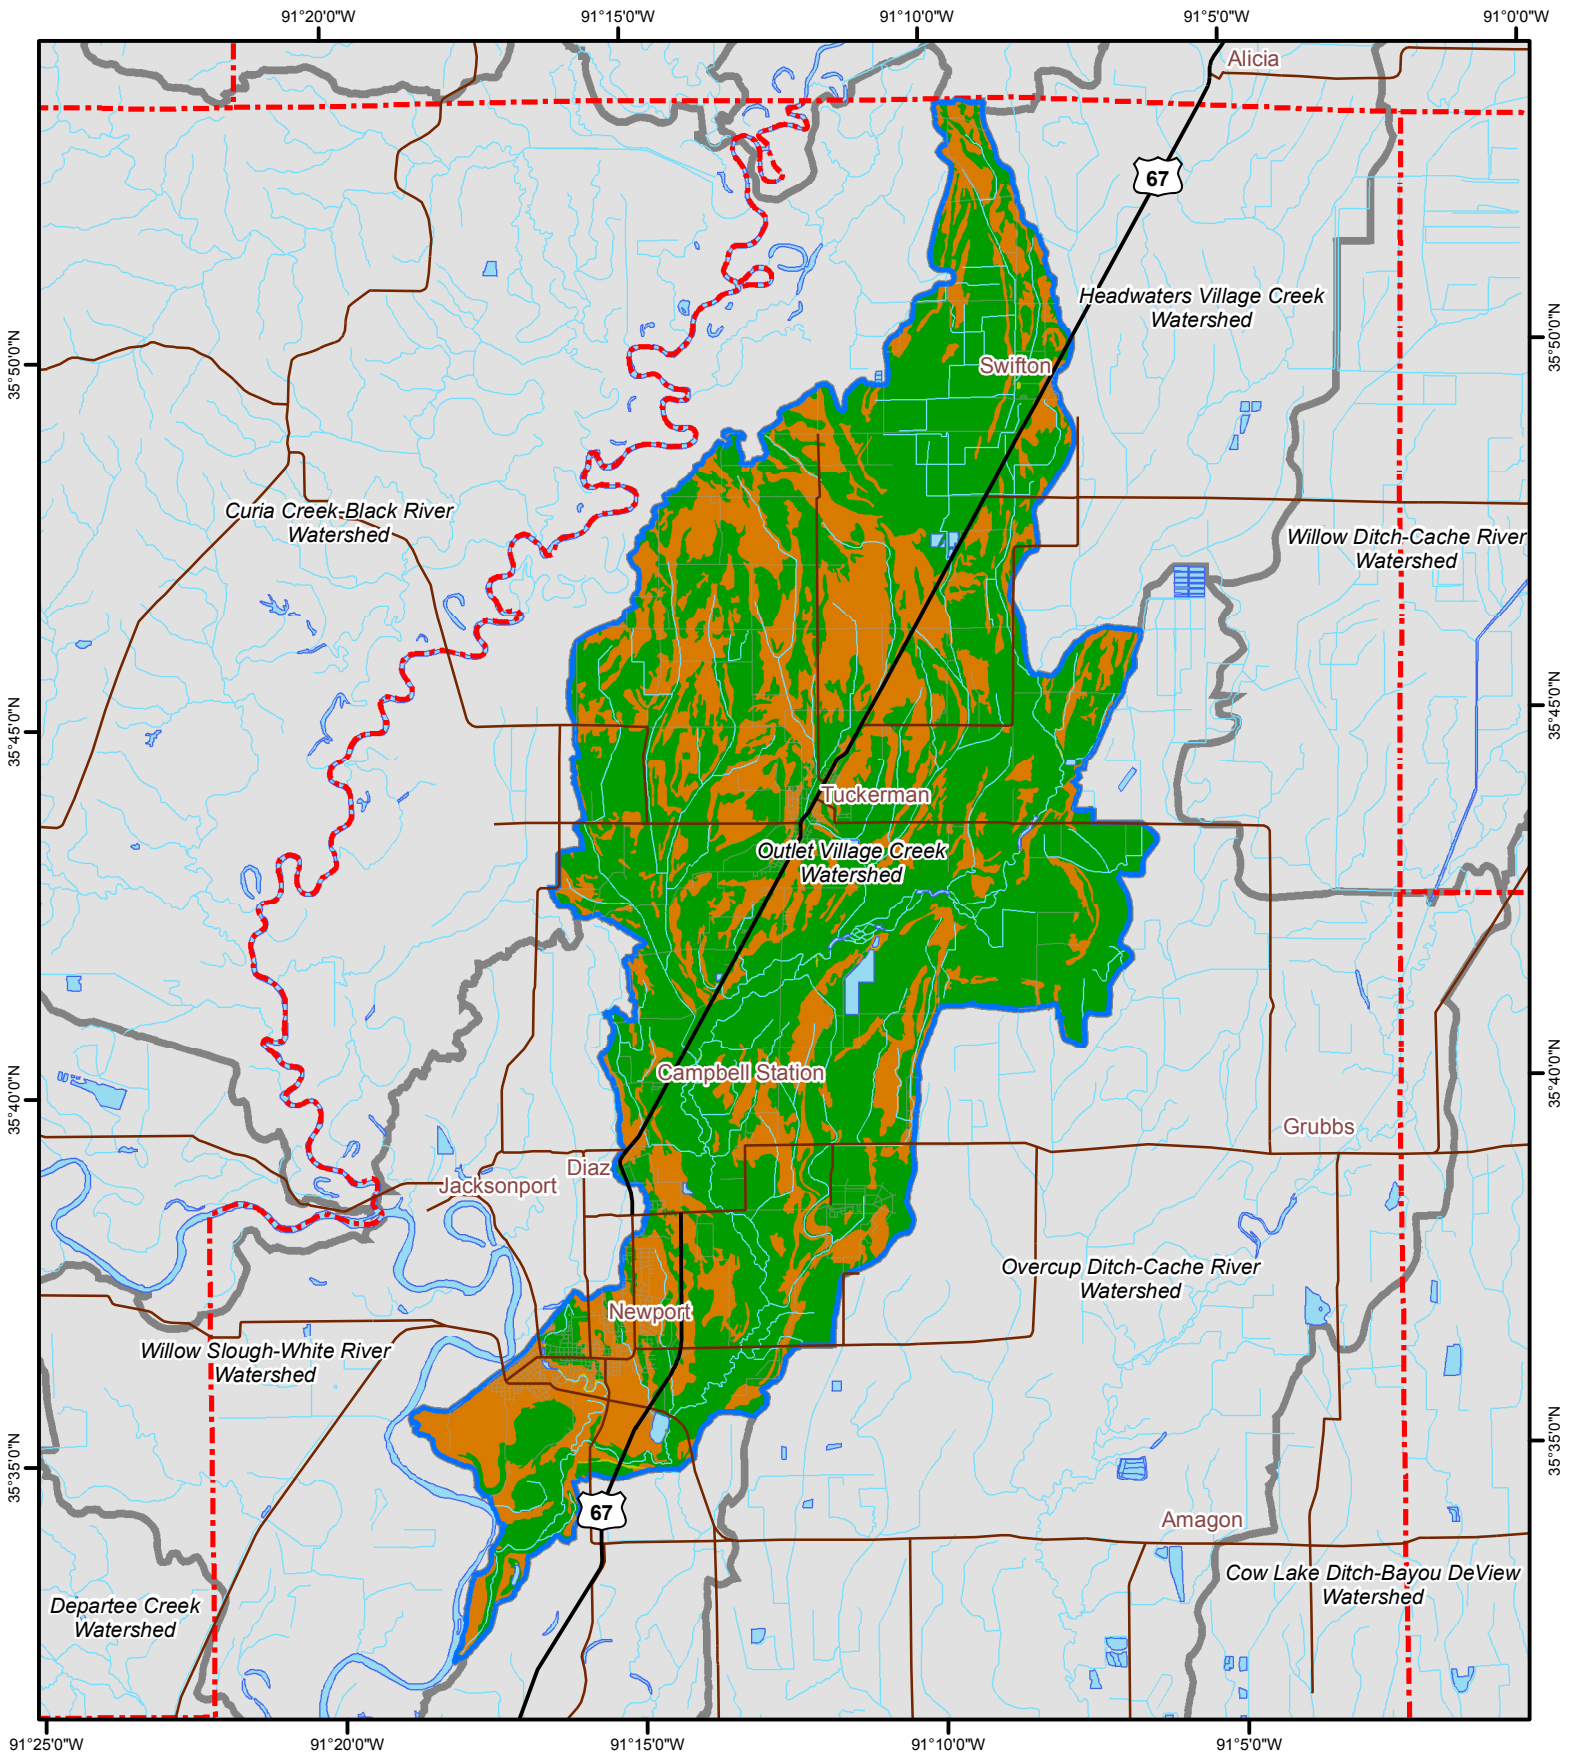 91°20'0"W
91°15'0"W
91°10'0"W
91°5'0"W
91°0'0"W
Alicia
67
Headwaters Village Creek
Watershed
35°50'0"N
35°50'0"N
Swifton
Curia Creek-Black River
Watershed
Willow Ditch-Cache River
Watershed
35°45'0"N
35°45'0"N
Tuckerman
Outlet Village Creek
Watershed
Campbell Station
35°40'0"N
35°40'0"N
Grubbs
Diaz
Jacksonport
Overcup Ditch-Cache River
Watershed
Newport
Willow Slough-White River
Watershed
35°35'0"N
35°35'0"N
67
Amagon
Cow Lake Ditch-Bayou DeView
Watershed
Departee Creek
Watershed
91°25'0"W
91°20'0"W
91°15'0"W
91°10'0"W
91°5'0"W